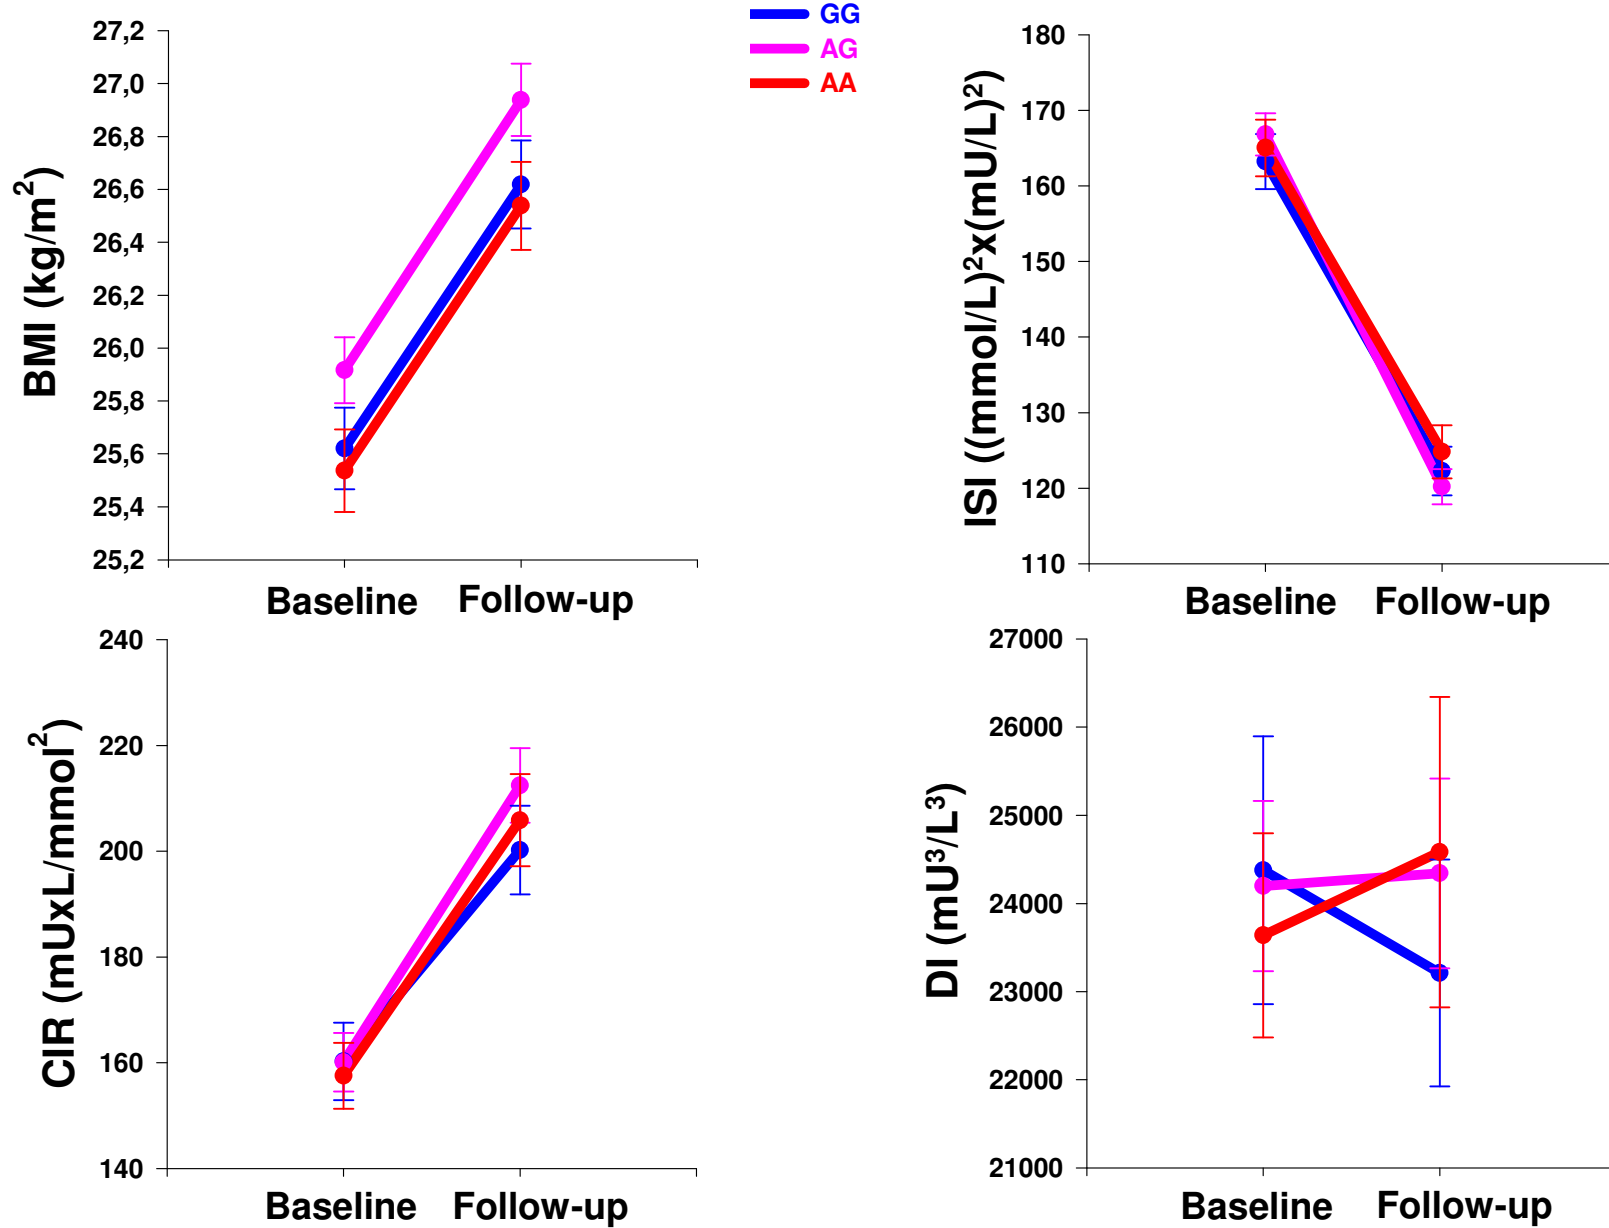 GG
AG
AA
BMI (kg/m²)
27,2
27,0
26,8
26,6
26,4
26,2
26,0
25,8
25,6
25,4
25,2
Baseline Follow-up
ISI ((mmol/L)²x(mU/L)²)
180
170
160
150
140
130
120
110
Baseline Follow-up
CIR (mUxL/mmol²)
240
220
200
180
160
140
Baseline Follow-up
DI (mU³/L³)
27000
26000
25000
24000
23000
22000
21000
Baseline Follow-up